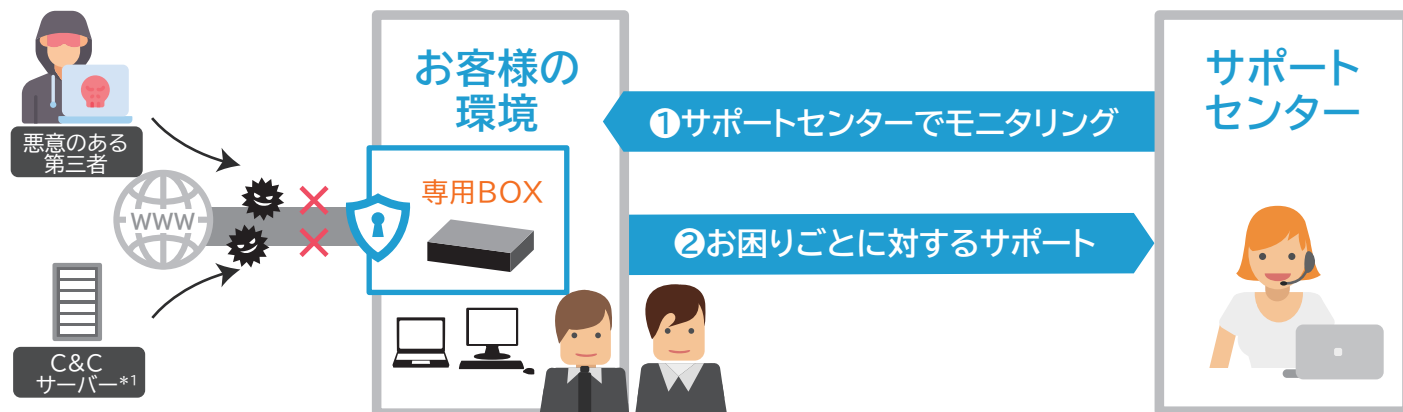 悪意のある
第三者
WWW
C&C
サーバー*1
お客様の
環境
専用BOX
❶サポートセンターでモニタリング
❷お困りごとに対するサポート
サポート
センター